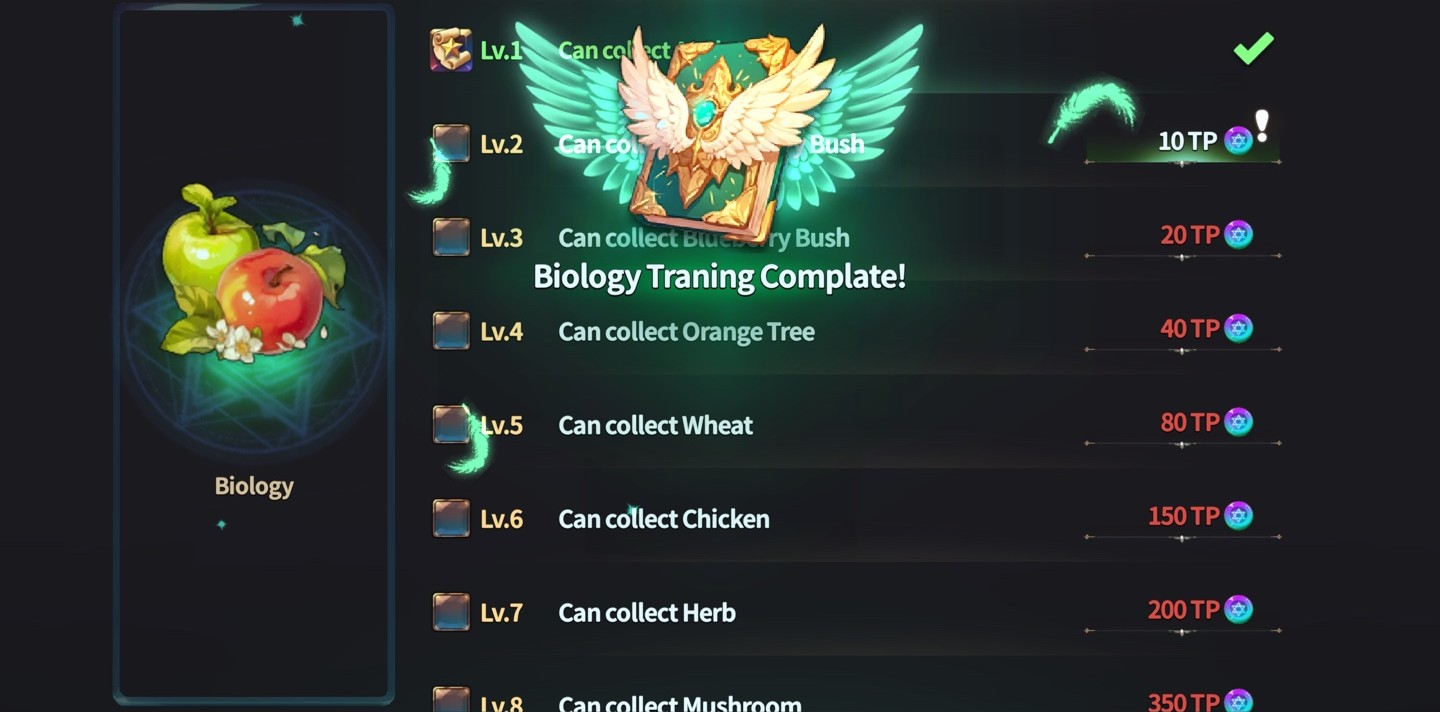 Lv.1 Can collect
Lv.2 Can Bush 10 TP
Lv.3 Can collect Blueberry Bush 20 TP
Biology Traning Complate!
Lv.4 Can collect Orange Tree 40 TP
Lv.5 Can collect Wheat 80 TP
Biology
Lv.6 Can collect Chicken 150 TP
Lv.7 Can collect Herb 200 TP
Lv.8 Can collect Mushroom 350 TP